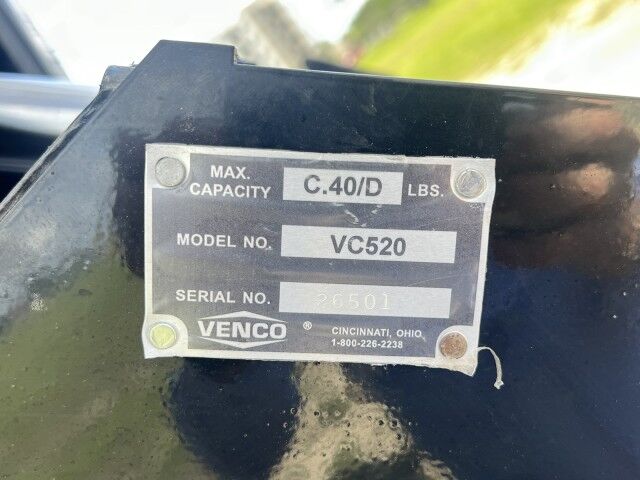 MAX. CAPACITY C.40/D LBS.
MODEL NO. VC520
SERIAL NO. 26501
VENCO ® CINCINNATI, OHIO
1-800-226-2238